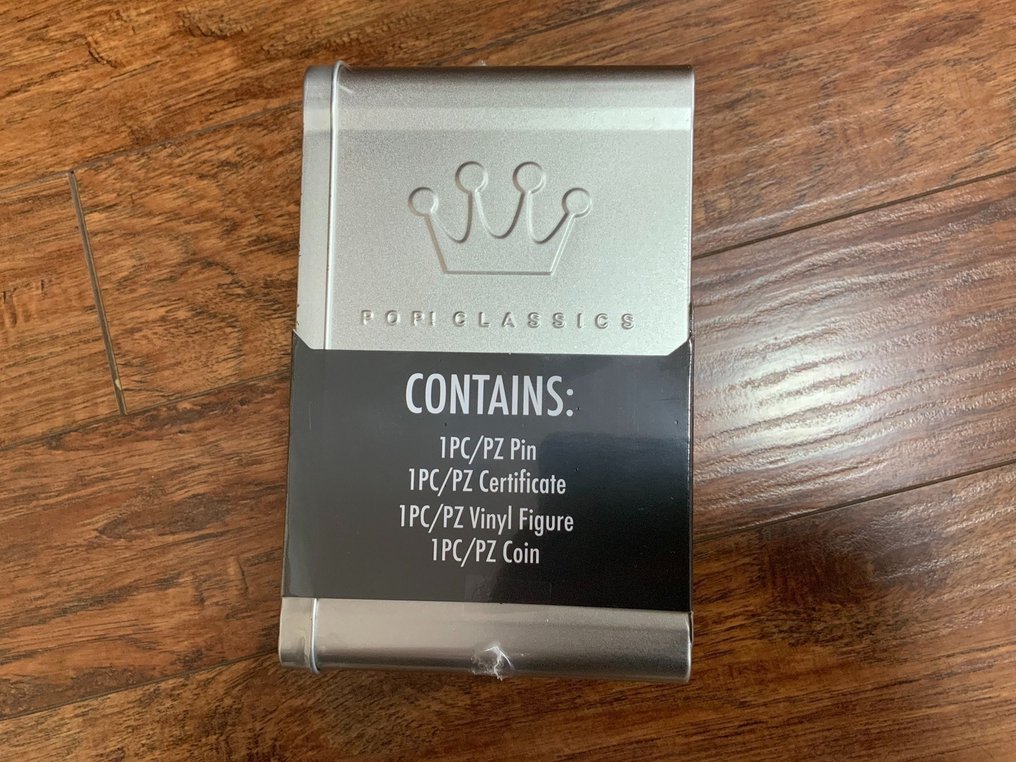 POP! CLASSICS
CONTAINS:
1PC/PZ Pin
1PC/PZ Certificate
1PC/PZ Vinyl Figure
1PC/PZ Coin